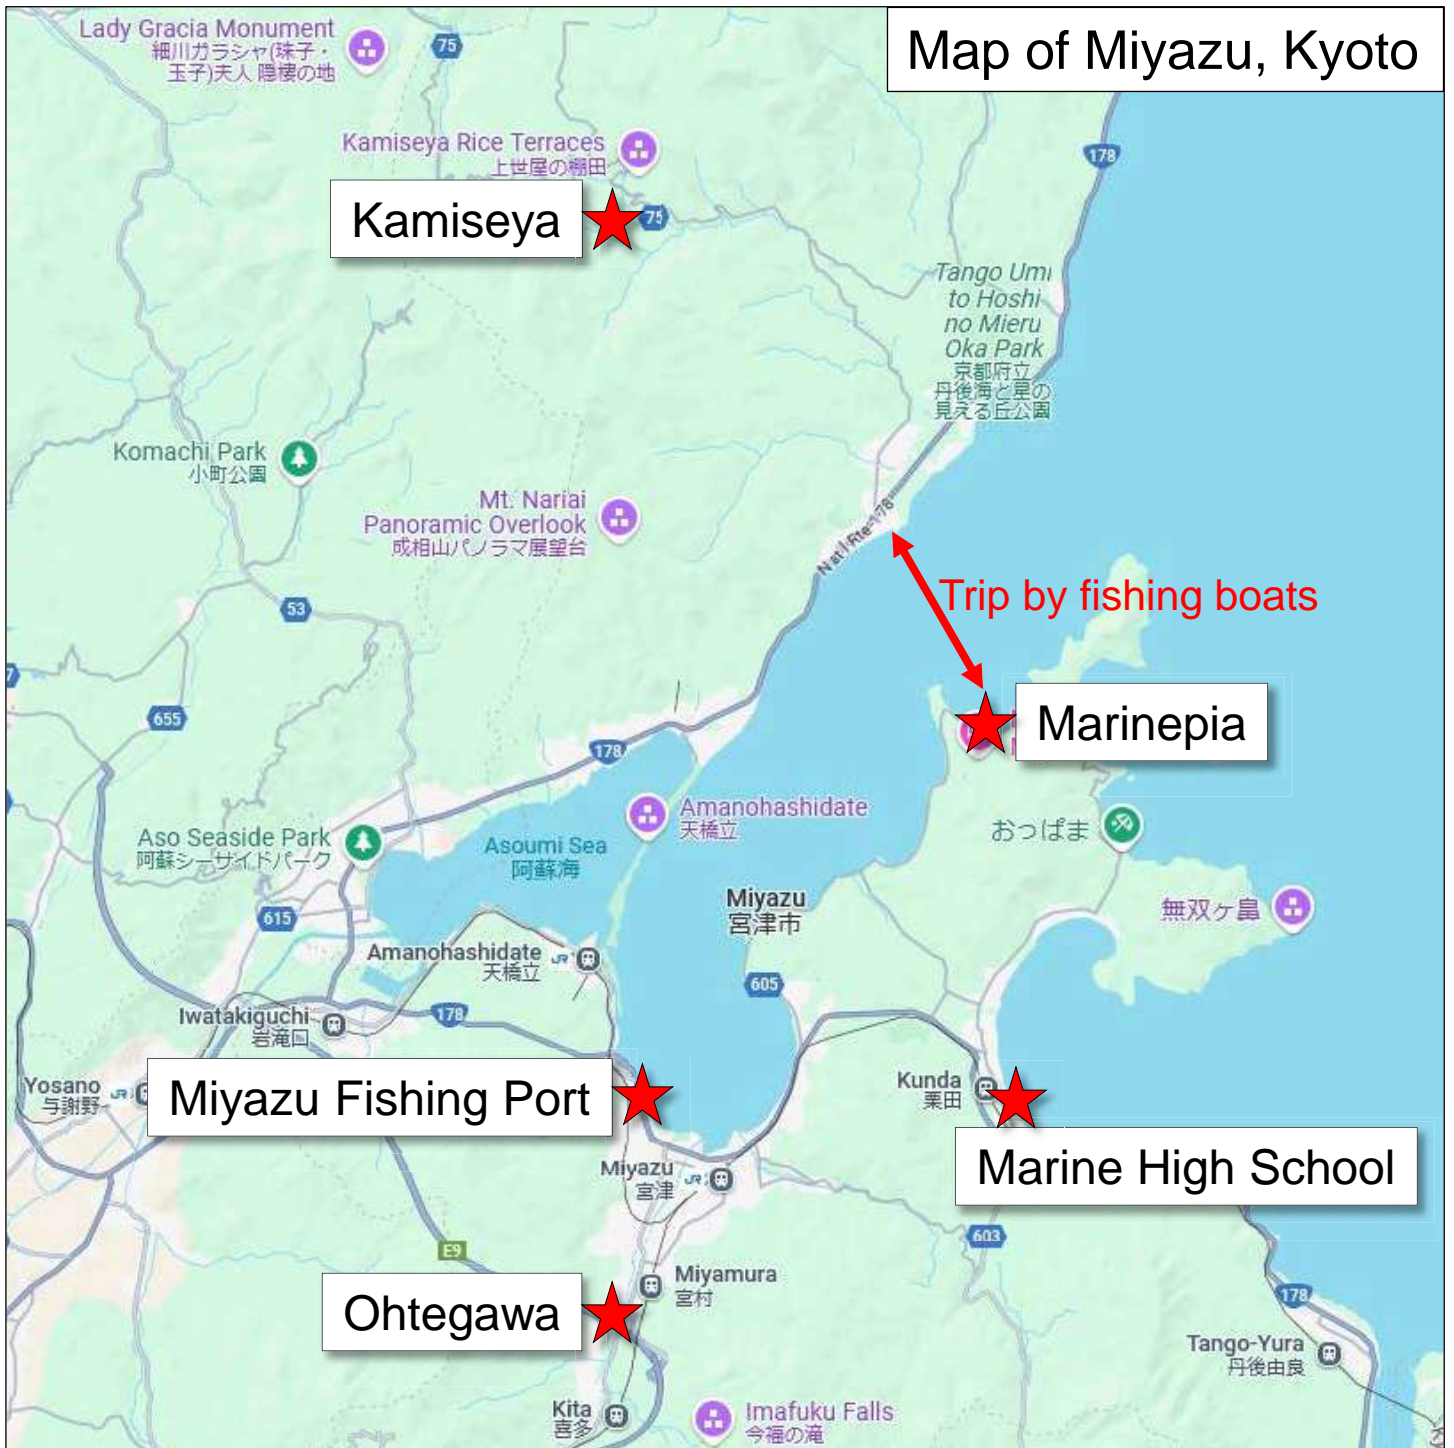 Map of Miyazu, Kyoto
Lady Gracia Monument
細川ガラシャ(珠子・
玉子)夫人 隠棲の地
75
178
Kamiseya Rice Terraces
上世屋の棚田
Kamiseya
75
Tango Umi
to Hoshi
no Mieru
Oka Park
京都府立
丹後海と星の
見える丘公園
Komachi Park
小町公園
Mt. Nariai
Panoramic Overlook
成相山パノラマ展望台
Nat'l Rte 178
53
Trip by fishing boats
7
655
Marinepia
178
Amanohashidate
天橋立
Aso Seaside Park
阿蘇シーサイドパーク
Asoumi Sea
阿蘇海
おっぱま
Miyazu
宮津市
無双ヶ島
615
Amanohashidate
天橋立
JR
605
178
Iwatakiguchi
岩滝口
Yosano
与謝野
JR
Miyazu Fishing Port
Kunda
栗田
Marine High School
Miyazu
宮津
JR
603
E9
Miyamura
宮村
Ohtegawa
178
Tango-Yura
丹後由良
Kita
喜多
Imafuku Falls
今福の滝